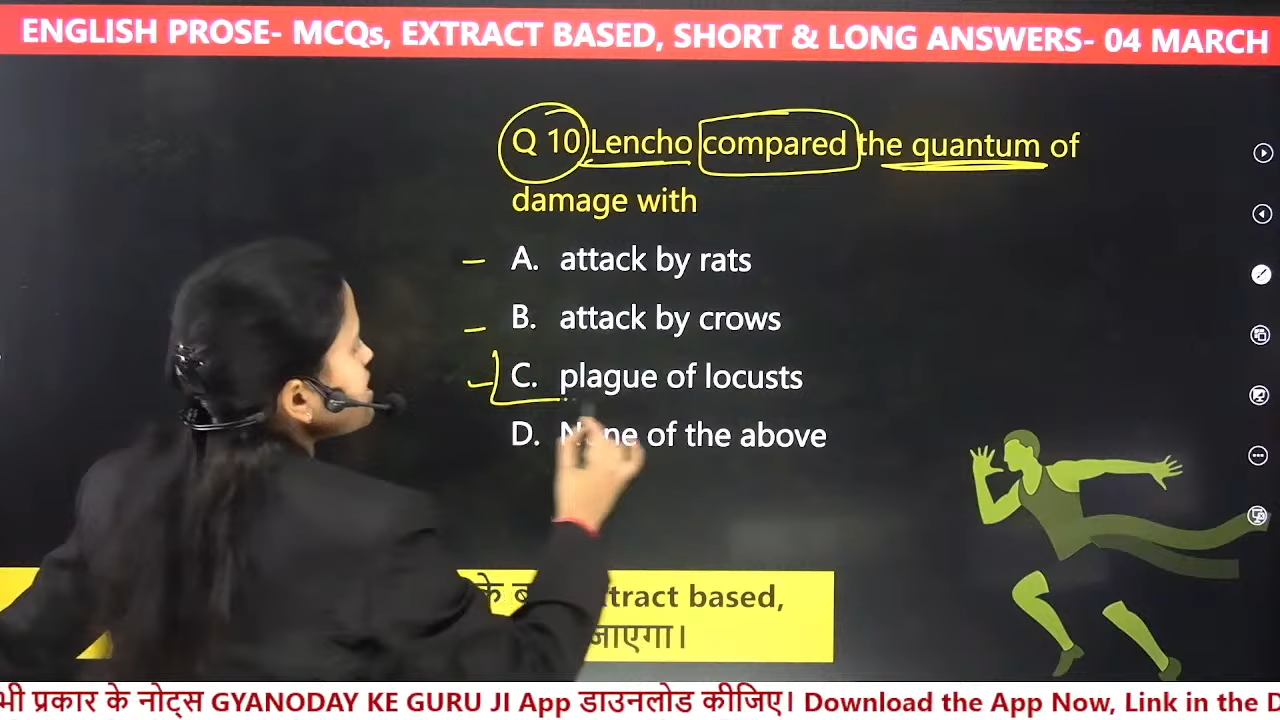 ENGLISH PROSE- MCQs, EXTRACT BASED, SHORT & LONG ANSWERS- 04 MARCH
Q 10 Lencho compared the quantum of
damage with
A. attack by rats
B. attack by crows
C. plague of locusts
D. None of the above
के based,
जाएगा।
भी प्रकार के नोट्स GYANODAY KE GURU JI App डाउनलोड कीजिए। Download the App Now, Link in the D